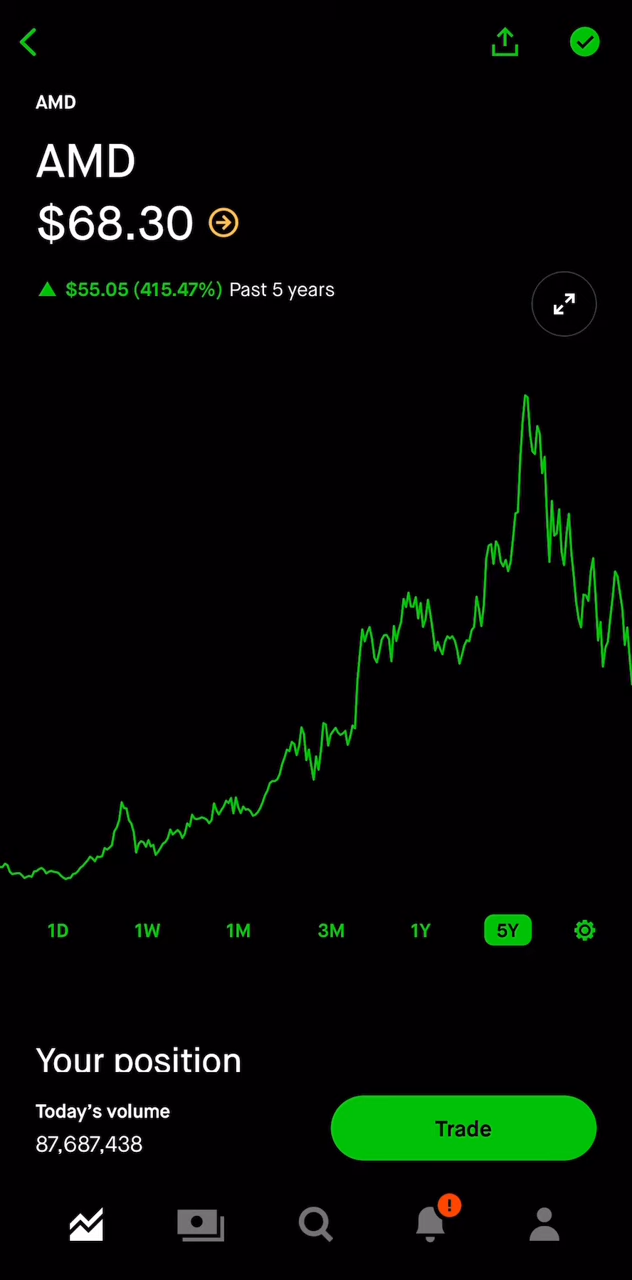 AMD
AMD
$68.30
$55.05 (415.47%) Past 5 years
1D 1W 1M 3M 1Y 5Y
Your position
Today's volume
87,687,438
Trade
!